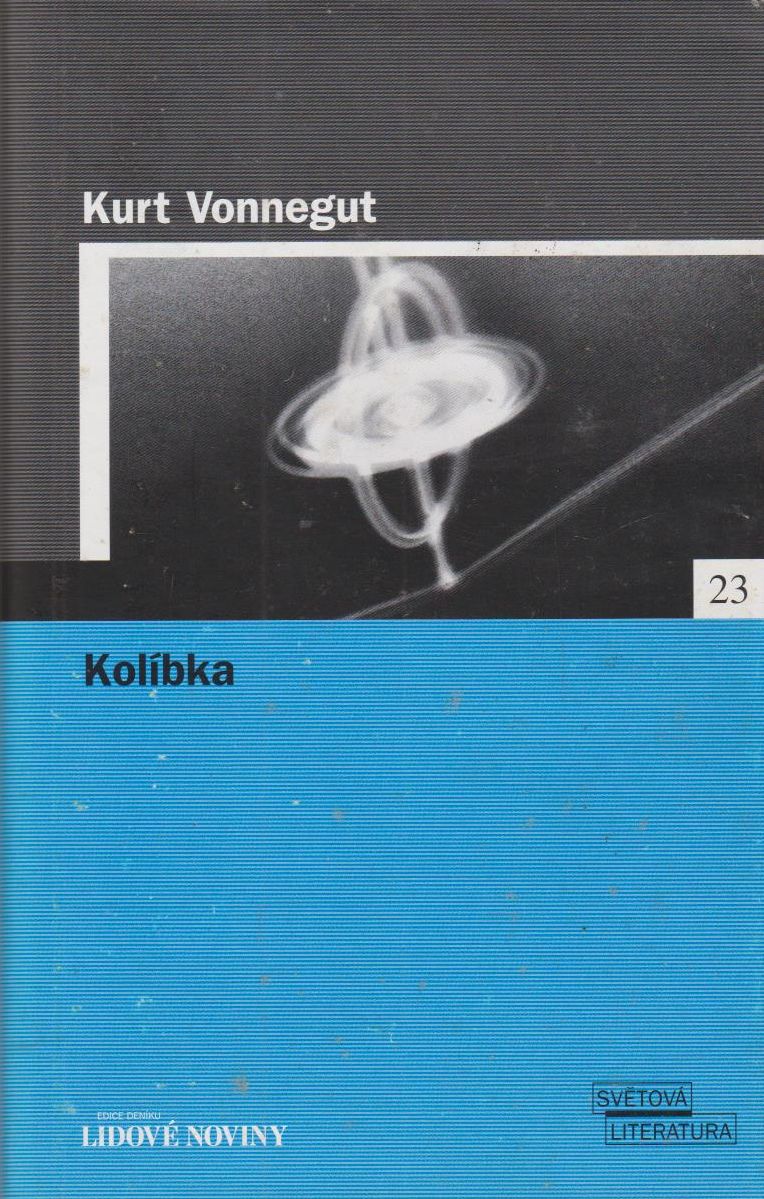 Kurt Vonnegut
23
Kolíbka
EDICE DENÍKU
LIDOVÉ NOVINY
SVĚTOVÁ
LITERATURA